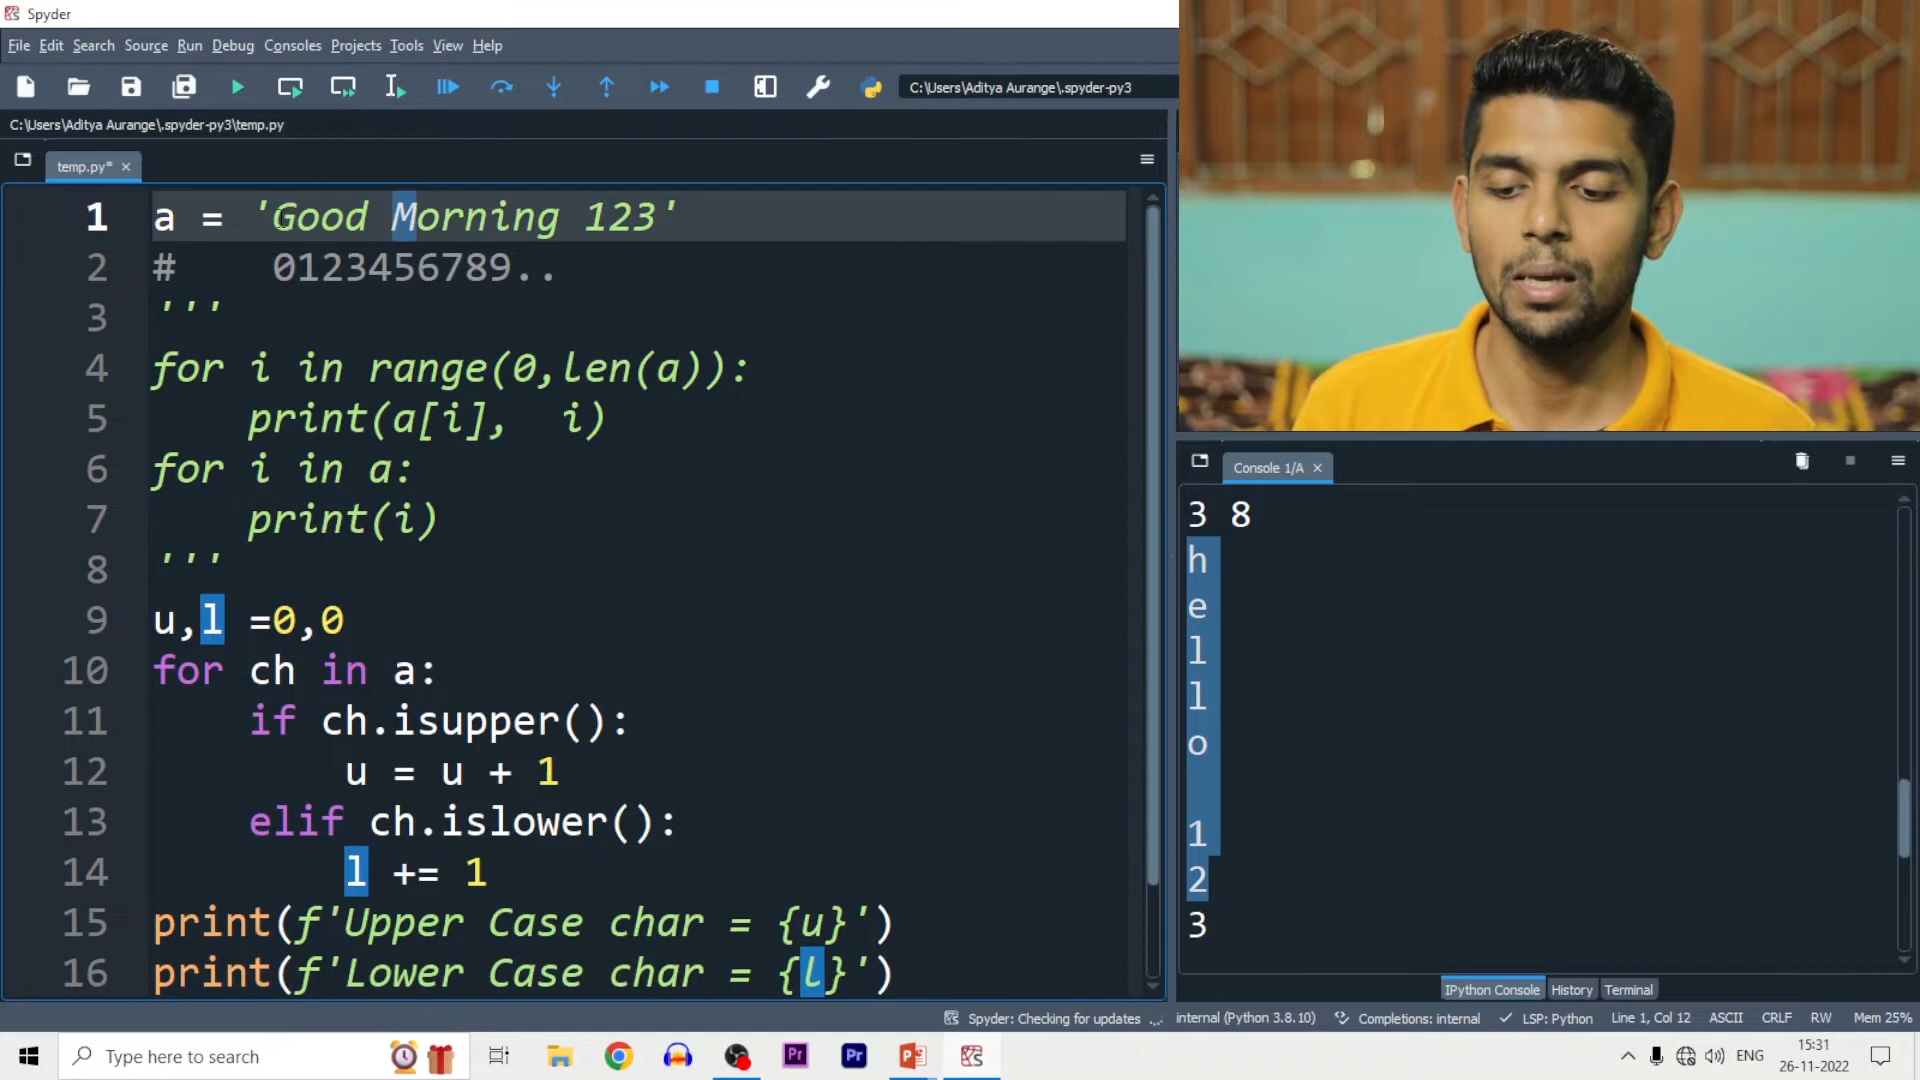 Spyder
File Edit Search Source Run Debug Consoles Projects Tools View Help
C:\Users\Aditya Aurange\.spyder-py3
C:\Users\Aditya Aurange\.spyder-py3\temp.py
temp.py*
1 a = 'Good Morning 123'
2 #    0123456789..
3 '''
4 for i in range(0,len(a)):
5     print(a[i],  i)
6 for i in a:
7     print(i)
8 '''
9 u,l =0,0
10 for ch in a:
11     if ch.isupper():
12         u = u + 1
13     elif ch.islower():
14         l += 1
15 print(f'Upper Case char = {u}')
16 print(f'Lower Case char = {l}')
Console 1/A
3 8
h
e
l
l
o
1
2
3
IPython Console History Terminal
Spyder: Checking for updates ... internal (Python 3.8.10) Completions: internal LSP: Python Line 1, Col 12 ASCII CRLF RW Mem 25%
Type here to search
Pr Pr
ENG
15:31
26-11-2022